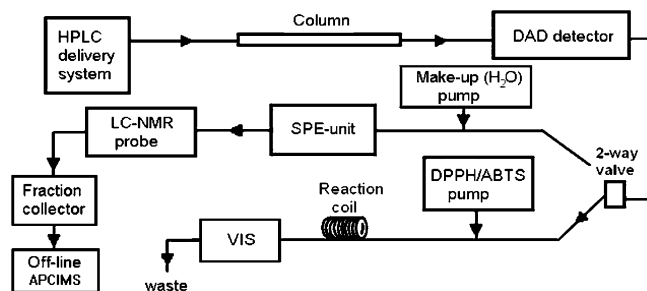 HPLC
delivery
system
Column
DAD detector
Make-up (H₂O)
pump
LC-NMR
probe
SPE-unit
2-way
valve
Fraction
collector
DPPH/ABTS
pump
Reaction
coil
VIS
Off-line
APCIMS
waste